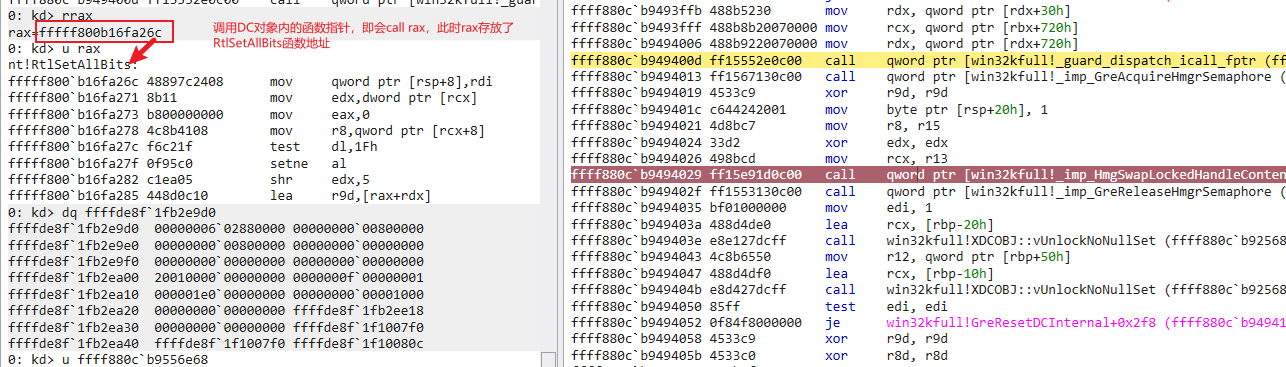 0: kd> rrax
rax=fffff800b16fa26c
调用DC对象内的函数指针，即会call rax，此时rax存放了
RtlSetAllBits函数地址
0: kd> u rax
nt!RtlSetAllBits:
fffff800`b16fa26c 48897c2408 mov qword ptr [rsp+8],rdi
fffff800`b16fa271 8b11 mov edx,dword ptr [rcx]
fffff800`b16fa273 b800000000 mov eax,0
fffff800`b16fa278 4c8b4108 mov r8,qword ptr [rcx+8]
fffff800`b16fa27c f6c21f test dl,1Fh
fffff800`b16fa27f 0f95c0 setne al
fffff800`b16fa282 c1ea05 shr edx,5
fffff800`b16fa285 448d0c10 lea r9d,[rax+rdx]
0: kd> dq ffffde8f`1fb2e9d0
ffffde8f`1fb2e9d0 00000006`02880000 00000000`00800000
ffffde8f`1fb2e9e0 00000000`00800000 00000000`00000000
ffffde8f`1fb2e9f0 00000000`00000000 00000000`00000000
ffffde8f`1fb2ea00 20010000`00000000 0000000f`00000001
ffffde8f`1fb2ea10 000001e0`00000000 00000000`00001000
ffffde8f`1fb2ea20 00000000`00000000 ffffde8f`1fb2ee18
ffffde8f`1fb2ea30 00000000`00000000 ffffde8f`1f1007f0
ffffde8f`1fb2ea40 ffffde8f`1f1007f0 ffffde8f`1f10080c
0: kd> u ffff880c`b9556e68
ffff880c`b9493ffb 488b5230 mov rdx, qword ptr [rdx+30h]
ffff880c`b9493fff 488b8b20070000 mov rcx, qword ptr [rbx+720h]
ffff880c`b9494006 488b9220070000 mov rdx, qword ptr [rdx+720h]
ffff880c`b949400d ff15552e0c00 call qword ptr [win32kfull!_guard_dispatch_icall_fptr (ff
ffff880c`b9494013 ff1567130c00 call qword ptr [win32kfull!_imp_GreAcquireHmgrSemaphore (
ffff880c`b9494019 4533c9 xor r9d, r9d
ffff880c`b949401c c644242001 mov byte ptr [rsp+20h], 1
ffff880c`b9494021 4d8bc7 mov r8, r15
ffff880c`b9494024 33d2 xor edx, edx
ffff880c`b9494026 498bcd mov rcx, r13
ffff880c`b9494029 ff15e91d0c00 call qword ptr [win32kfull!_imp_HmgSwapLockedHandleConten
ffff880c`b949402f ff1553130c00 call qword ptr [win32kfull!_imp_GreReleaseHmgrSemaphore (
ffff880c`b9494035 bf01000000 mov edi, 1
ffff880c`b949403a 488d4de0 lea rcx, [rbp-20h]
ffff880c`b949403e e8e127dcff call win32kfull!XDCOBJ::vUnlockNoNullSet (ffff880c`b92568
ffff880c`b9494043 4c8b6550 mov r12, qword ptr [rbp+50h]
ffff880c`b9494047 488d4df0 lea rcx, [rbp-10h]
ffff880c`b949404b e8d427dcff call win32kfull!XDCOBJ::vUnlockNoNullSet (ffff880c`b92568
ffff880c`b9494050 85ff test edi, edi
ffff880c`b9494052 0f84f8000000 je win32kfull!GreResetDCInternal+0x2f8 (ffff880c`b94941
ffff880c`b9494058 4533c9 xor r9d, r9d
ffff880c`b949405b 4533c0 xor r8d, r8d